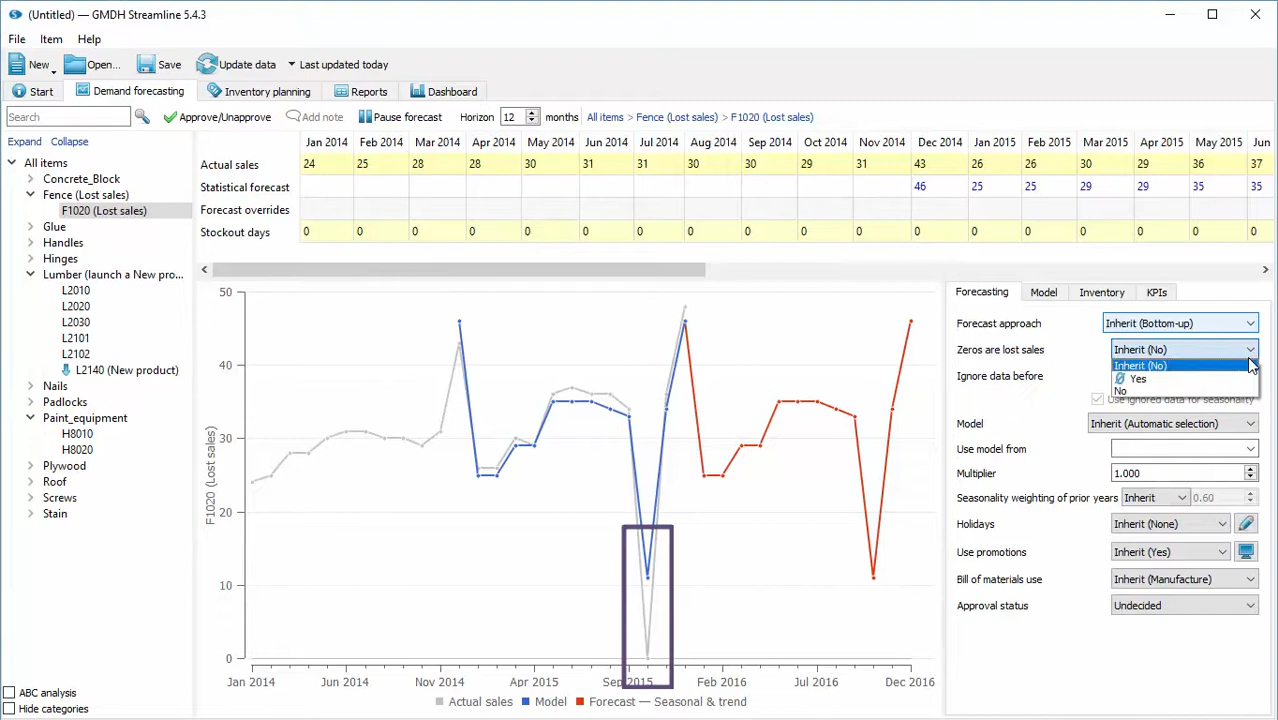 (Untitled) — GMDH Streamline 5.4.3
File Item Help
New Open... Save Update data Last updated today
Start Demand forecasting Inventory planning Reports Dashboard
Search Approve/Unapprove Add note Pause forecast Horizon 12 months All items > Fence (Lost sales) > F1020 (Lost sales)
Expand Collapse
All items
Concrete_Block
Fence (Lost sales)
F1020 (Lost sales)
Glue
Handles
Hinges
Lumber (launch a New pro...
L2010
L2020
L2030
L2101
L2102
L2140 (New product)
Nails
Padlocks
Paint_equipment
H8010
H8020
Plywood
Roof
Screws
Stain
ABC analysis
Hide categories
Jan 2014 Feb 2014 Mar 2014 Apr 2014 May 2014 Jun 2014 Jul 2014 Aug 2014 Sep 2014 Oct 2014 Nov 2014 Dec 2014 Jan 2015 Feb 2015 Mar 2015 Apr 2015 May 2015 Jun
Actual sales 24 25 28 28 30 31 31 30 30 29 31 43 26 26 30 29 36 37
Statistical forecast 46 25 25 29 29 35 35
Forecast overrides
Stockout days 0 0 0 0 0 0 0 0 0 0 0 0 0 0 0 0 0 0
F1020 (Lost sales)
50
40
30
20
10
0
Jan 2014 Jun 2014 Nov 2014 Apr 2015 Sep 2015 Feb 2016 Jul 2016 Dec 2016
Actual sales Model Forecast — Seasonal & trend
Forecasting Model Inventory KPIs
Forecast approach Inherit (Bottom-up)
Zeros are lost sales Inherit (No)
Inherit (No)
Ignore data before Yes
No
Use ignored data for seasonality
Model Inherit (Automatic selection)
Use model from
Multiplier 1.000
Seasonality weighting of prior years Inherit 0.60
Holidays Inherit (None)
Use promotions Inherit (Yes)
Bill of materials use Inherit (Manufacture)
Approval status Undecided